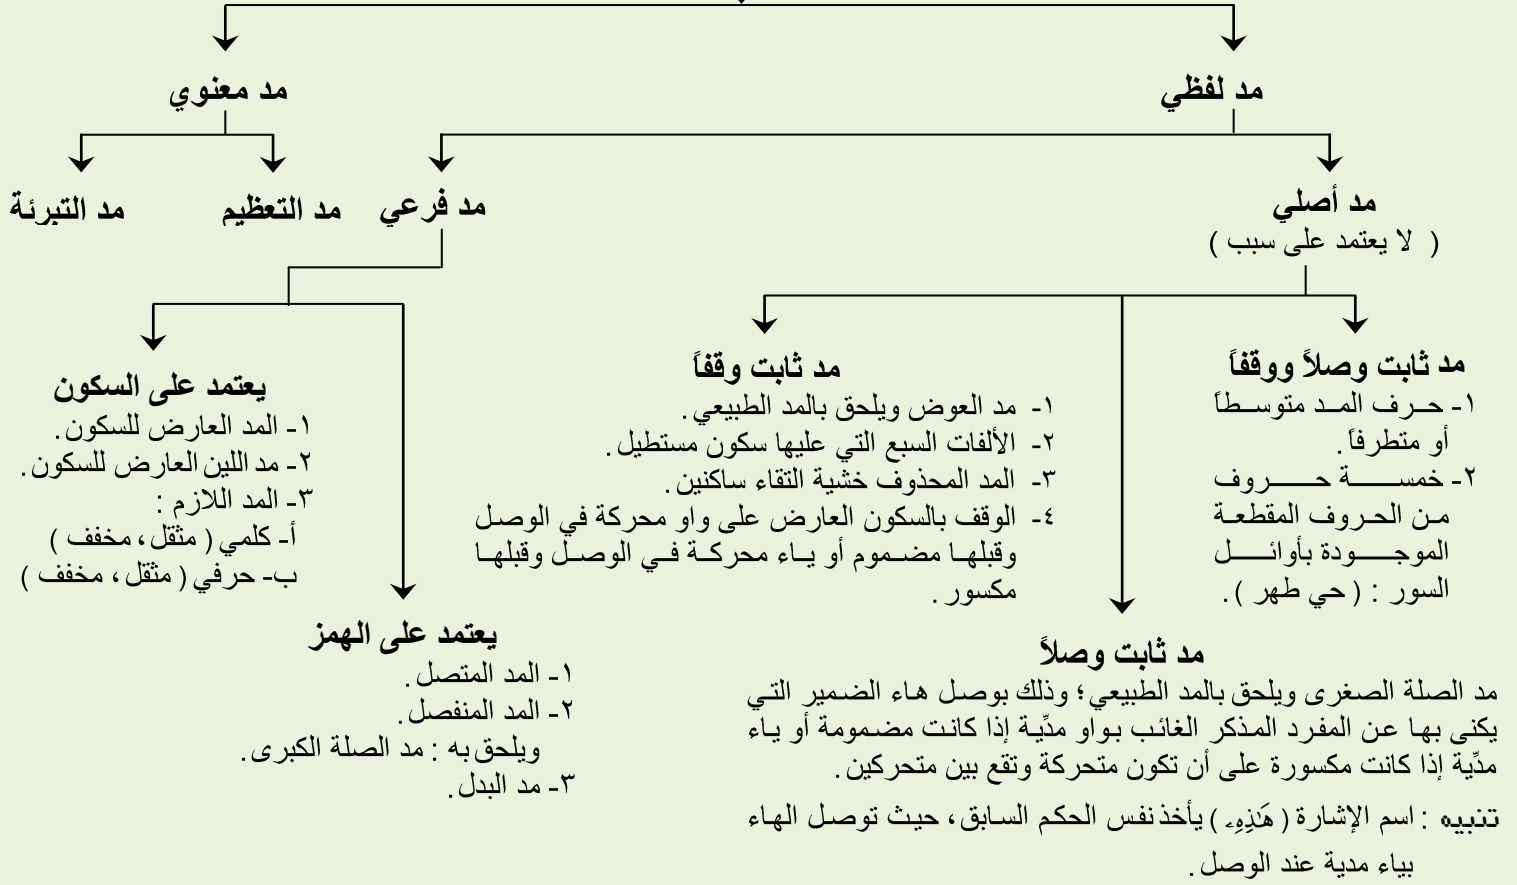 مد لفظي
مد معنوي
مد أصلي
( لا يعتمد على سبب )
مد فرعي
مد التعظيم
مد التبرئة
مد ثابت وصلاً ووقفاً
١- حرف المد متوسطاً
أو متطرفاً.
٢- خمسة حروف
من الحروف المقطعة
الموجودة بأوائل
السور : ( حي طهر ).
مد ثابت وقفاً
١- مد العوض ويلحق بالمد الطبيعي.
٢- الألفات السبع التي عليها سكون مستطيل.
٣- المد المحذوف خشية التقاء ساكنين.
٤- الوقف بالسكون العارض على واو محركة في الوصل
وقبلها مضموم أو ياء محركة في الوصل وقبلها
مكسور.
مد ثابت وصلاً
مد الصلة الصغرى ويلحق بالمد الطبيعي؛ وذلك بوصل هاء الضمير التي
يكنى بها عن المفرد المذكر الغائب بواو مدِّية إذا كانت مضمومة أو ياء
مدِّية إذا كانت مكسورة على أن تكون متحركة وتقع بين متحركين.
تنبيه : اسم الإشارة ( هَٰذِهِۦ ) يأخذ نفس الحكم السابق، حيث توصل الهاء
بياء مدية عند الوصل.
يعتمد على السكون
١- المد العارض للسكون.
٢- مد اللين العارض للسكون.
٣- المد اللازم :
أ- كلمي ( مثقل، مخفف )
ب- حرفي ( مثقل، مخفف )
يعتمد على الهمز
١- المد المتصل.
٢- المد المنفصل.
ويلحق به : مد الصلة الكبرى.
٣- مد البدل.